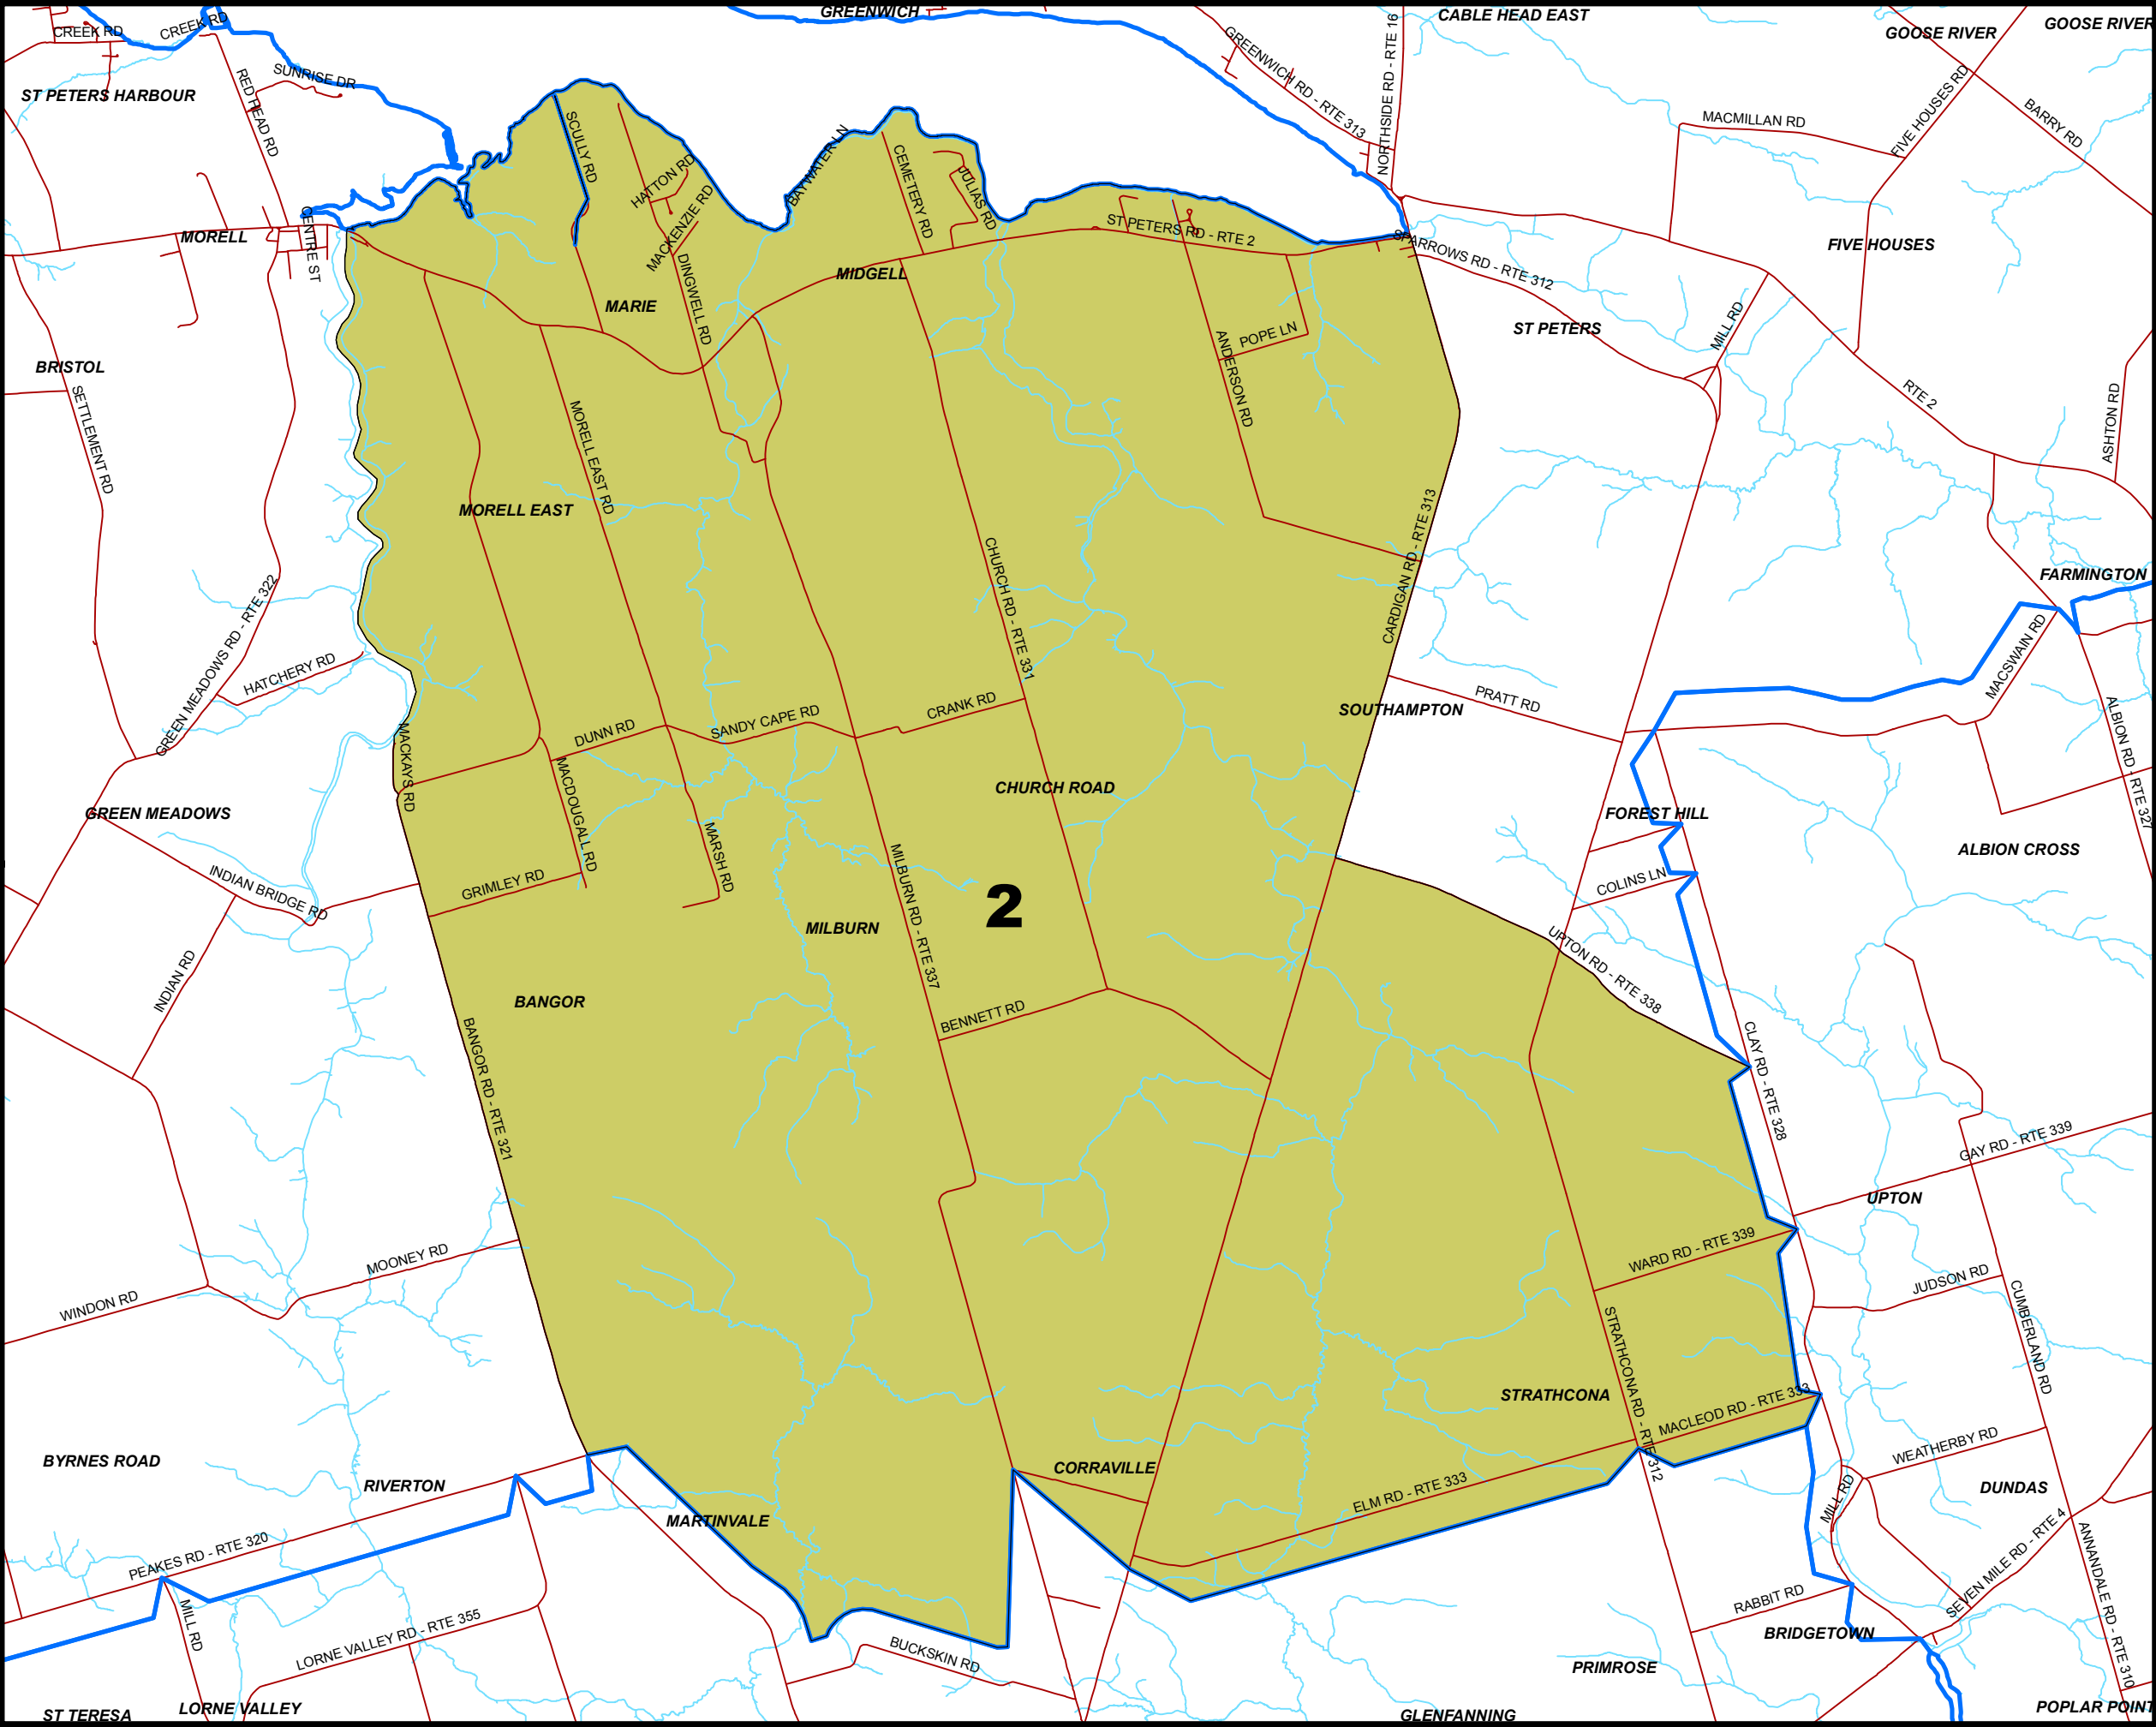 GREENWICH
CABLE HEAD EAST
GOOSE RIVER
GOOSE RIVER
CREEK RD
CREEK RD
SUNRISE DR
RED HEAD RD
ST PETERS HARBOUR
GREENWICH RD - RTE 313
NORTHSIDE RD - RTE 16
MACMILLAN RD
FIVE HOUSES RD
BARRY RD
SCULLY RD
HATTON RD
MACKENZIE RD
DINGWELL RD
BAYWATER LN
CEMETERY RD
JULIAS RD
ST PETERS RD - RTE 2
SPARROWS RD - RTE 312
MORELL
CENTRE ST
MIDGELL
MARIE
FIVE HOUSES
ST PETERS
MILL RD
POPE LN
ANDERSON RD
BRISTOL
SETTLEMENT RD
RTE 2
ASHTON RD
MORELL EAST RD
MORELL EAST
CHURCH RD - RTE 331
CARDIGAN RD - RTE 313
FARMINGTON
GREEN MEADOWS RD - RTE 322
HATCHERY RD
MACSWAIN RD
PRATT RD
SOUTHAMPTON
ALBION RD - RTE 327
MACKAYS RD
DUNN RD
SANDY CAPE RD
CRANK RD
MACDOUGALL RD
MARSH RD
CHURCH ROAD
GREEN MEADOWS
FOREST HILL
ALBION CROSS
INDIAN BRIDGE RD
GRIMLEY RD
COLINS LN
MILBURN RD - RTE 337
2
MILBURN
UPTON RD - RTE 338
INDIAN RD
BANGOR
BENNETT RD
BANGOR RD - RTE 321
CLAY RD - RTE 328
GAY RD - RTE 339
UPTON
MOONEY RD
WARD RD - RTE 339
JUDSON RD
WINDON RD
CUMBERLAND RD
STRATHCONA RD - RTE 312
STRATHCONA
MACLEOD RD - RTE 333
WEATHERBY RD
BYRNES ROAD
RIVERTON
CORRAVILLE
ELM RD - RTE 333
DUNDAS
MARTINVALE
MILL RD
SEVEN MILE RD - RTE 4
ANNANDALE RD - RTE 310
PEAKES RD - RTE 320
MILL RD
LORNE VALLEY RD - RTE 355
BUCKSKIN RD
RABBIT RD
BRIDGETOWN
PRIMROSE
ST TERESA
LORNE VALLEY
GLENFANNING
POPLAR POINT